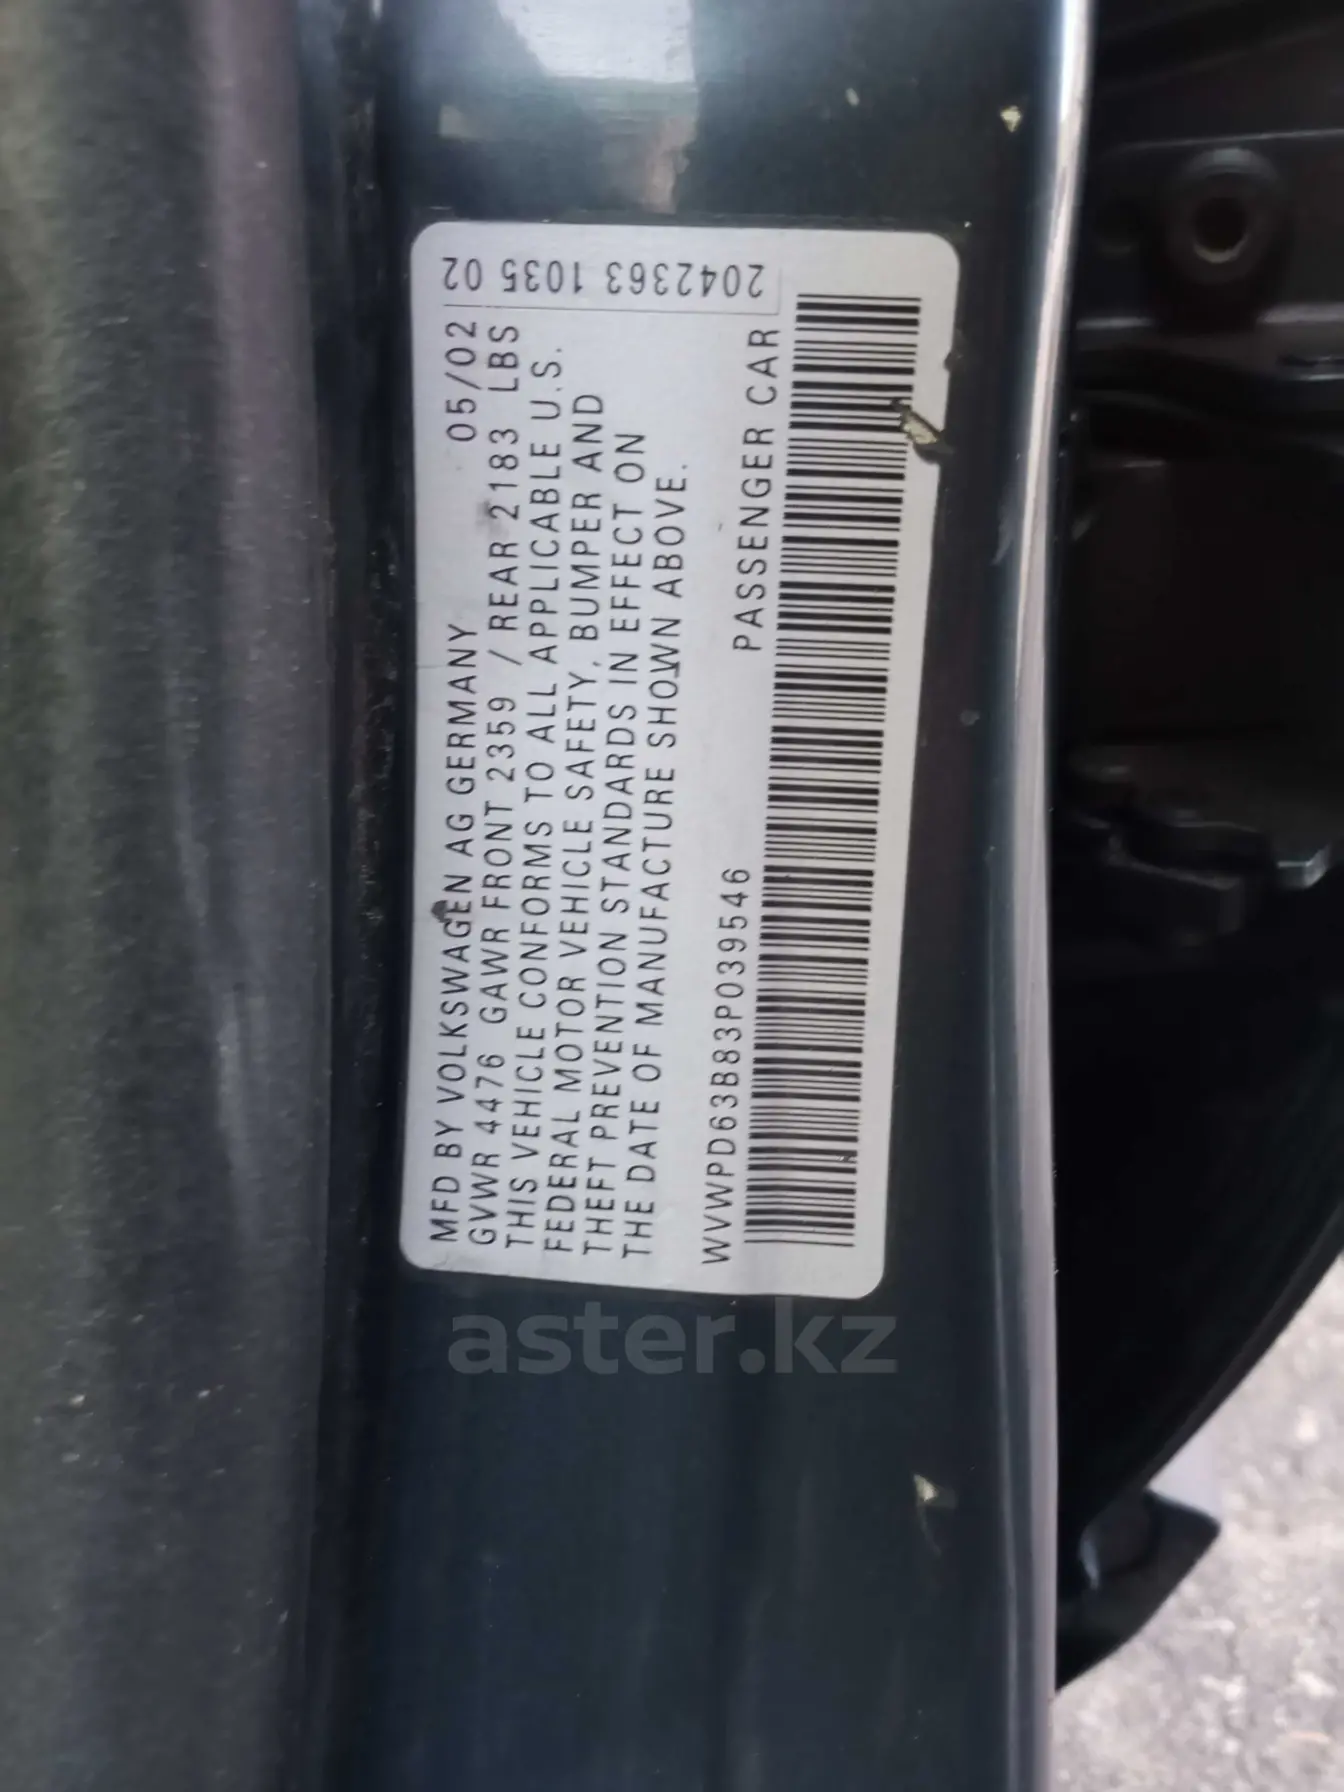 MFD BY VOLKSWAGEN AG GERMANY 05/02
GVWR 4476 GAWR FRONT 2359 / REAR 2183 LBS
THIS VEHICLE CONFORMS TO ALL APPLICABLE U.S.
FEDERAL MOTOR VEHICLE SAFETY, BUMPER AND
THEFT PREVENTION STANDARDS IN EFFECT ON
THE DATE OF MANUFACTURE SHOWN ABOVE.
WVWPD63B83P039546 PASSENGER CAR
2042363 1035 02
aster.kz